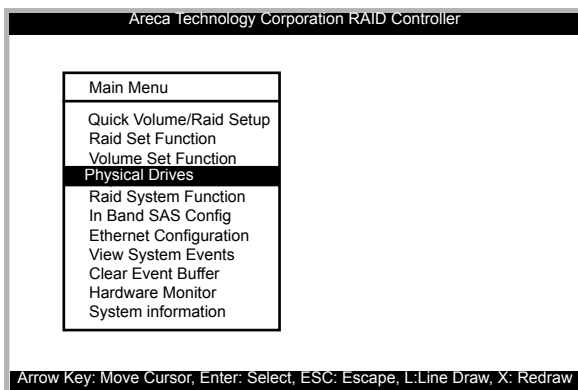 Areca Technology Corporation RAID Controller
Main Menu
Quick Volume/Raid Setup
Raid Set Function
Volume Set Function
Physical Drives
Raid System Function
In Band SAS Config
Ethernet Configuration
View System Events
Clear Event Buffer
Hardware Monitor
System information
Arrow Key: Move Cursor, Enter: Select, ESC: Escape, L:Line Draw, X: Redraw